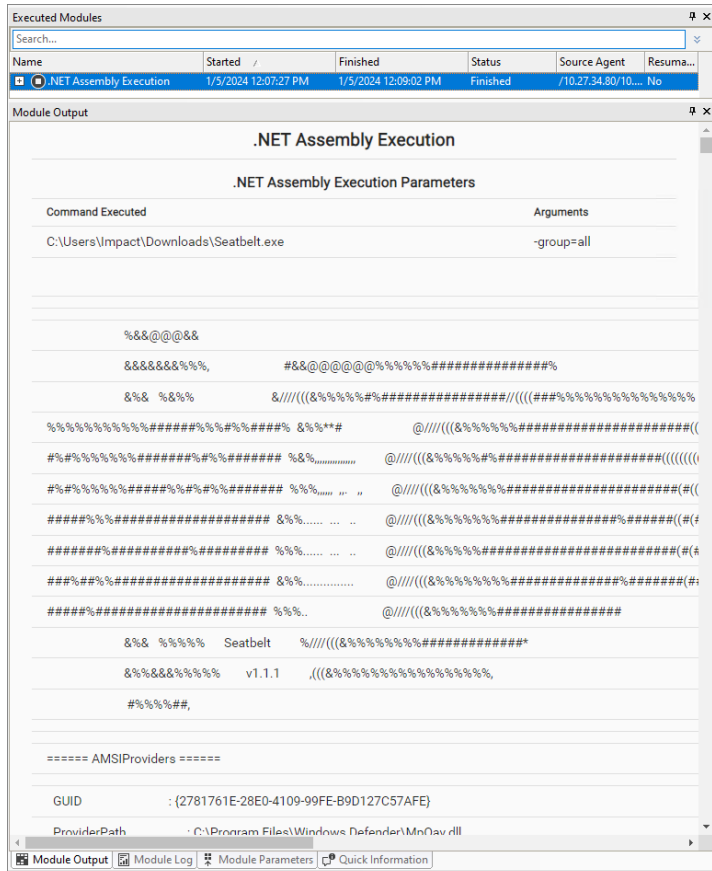 Executed Modules
Search...
Name Started Finished Status Source Agent Resuma...
.NET Assembly Execution 1/5/2024 12:07:27 PM 1/5/2024 12:09:02 PM Finished /10.27.34.80/10.... No
Module Output
.NET Assembly Execution
.NET Assembly Execution Parameters
Command Executed Arguments
C:\Users\Impact\Downloads\Seatbelt.exe -group=all
%&&@@@&&
&&&&&&&%%%, #&&@@@@@@%%%%%%###############%
&%& %&%% &////(((&%%%%%#%################//((((###%%%%%%%%%%%%%%%
%%%%%%%%%%%######%%%#%%####% &%%**# @////(((&%%%%%%######################((
#%#%%%%%%%#######%#%%####### %&%,,,,,,,,,,,,,,,, @////(((&%%%%%#%#####################((((((((
#%#%%%%%%#####%%#%#%%####### %%%,,,,,, ,,. ,, @////(((&%%%%%%%######################(#((
#####%%%#################### &%%...... ... .. @////(((&%%%%%%%###############%######((#(#
#######%##########%######### %%%...... ... .. @////(((&%%%%%#########################(#(#
###%##%%#################### &%%............... @////(((&%%%%%%%%##############%#######(#
#####%###################### %%%.. @////(((&%%%%%%%################
&%& %%%%% Seatbelt %////(((&%%%%%%%%#############*
&%%&&&%%%%% v1.1.1 ,(((&%%%%%%%%%%%%%%%%%,
#%%%%##,
====== AMSIProviders ======
GUID : {2781761E-28E0-4109-99FE-B9D127C57AFE}
ProviderPath : C:\Program Files\Windows Defender\MpOav.dll
Module Output Module Log Module Parameters Quick Information